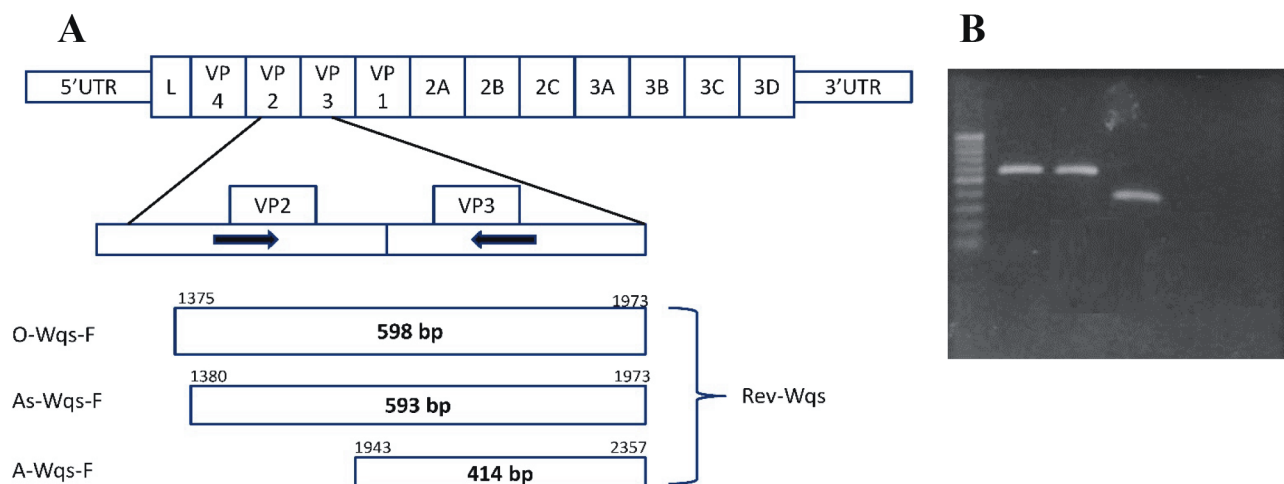 A
B
5'UTR L VP 4 VP 2 VP 3 VP 1 2A 2B 2C 3A 3B 3C 3D 3'UTR
VP2 VP3
1375 1973
O-Wqs-F 598 bp
1380 1973
As-Wqs-F 593 bp Rev-Wqs
1943 2357
A-Wqs-F 414 bp